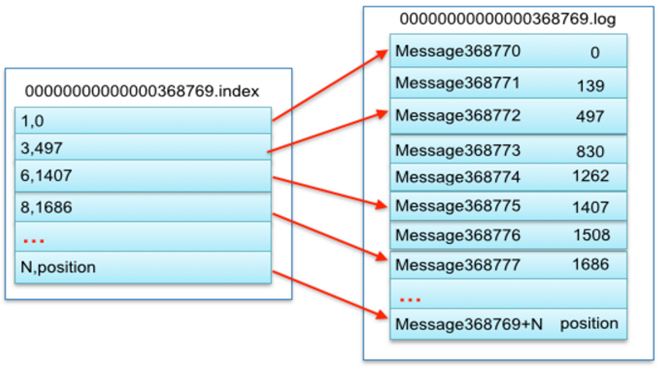 00000000000000368769.index
1,0
3,497
6,1407
8,1686
...
N,position
00000000000000368769.log
Message368770 0
Message368771 139
Message368772 497
Message368773 830
Message368774 1262
Message368775 1407
Message368776 1508
Message368777 1686
...
Message368769+N position